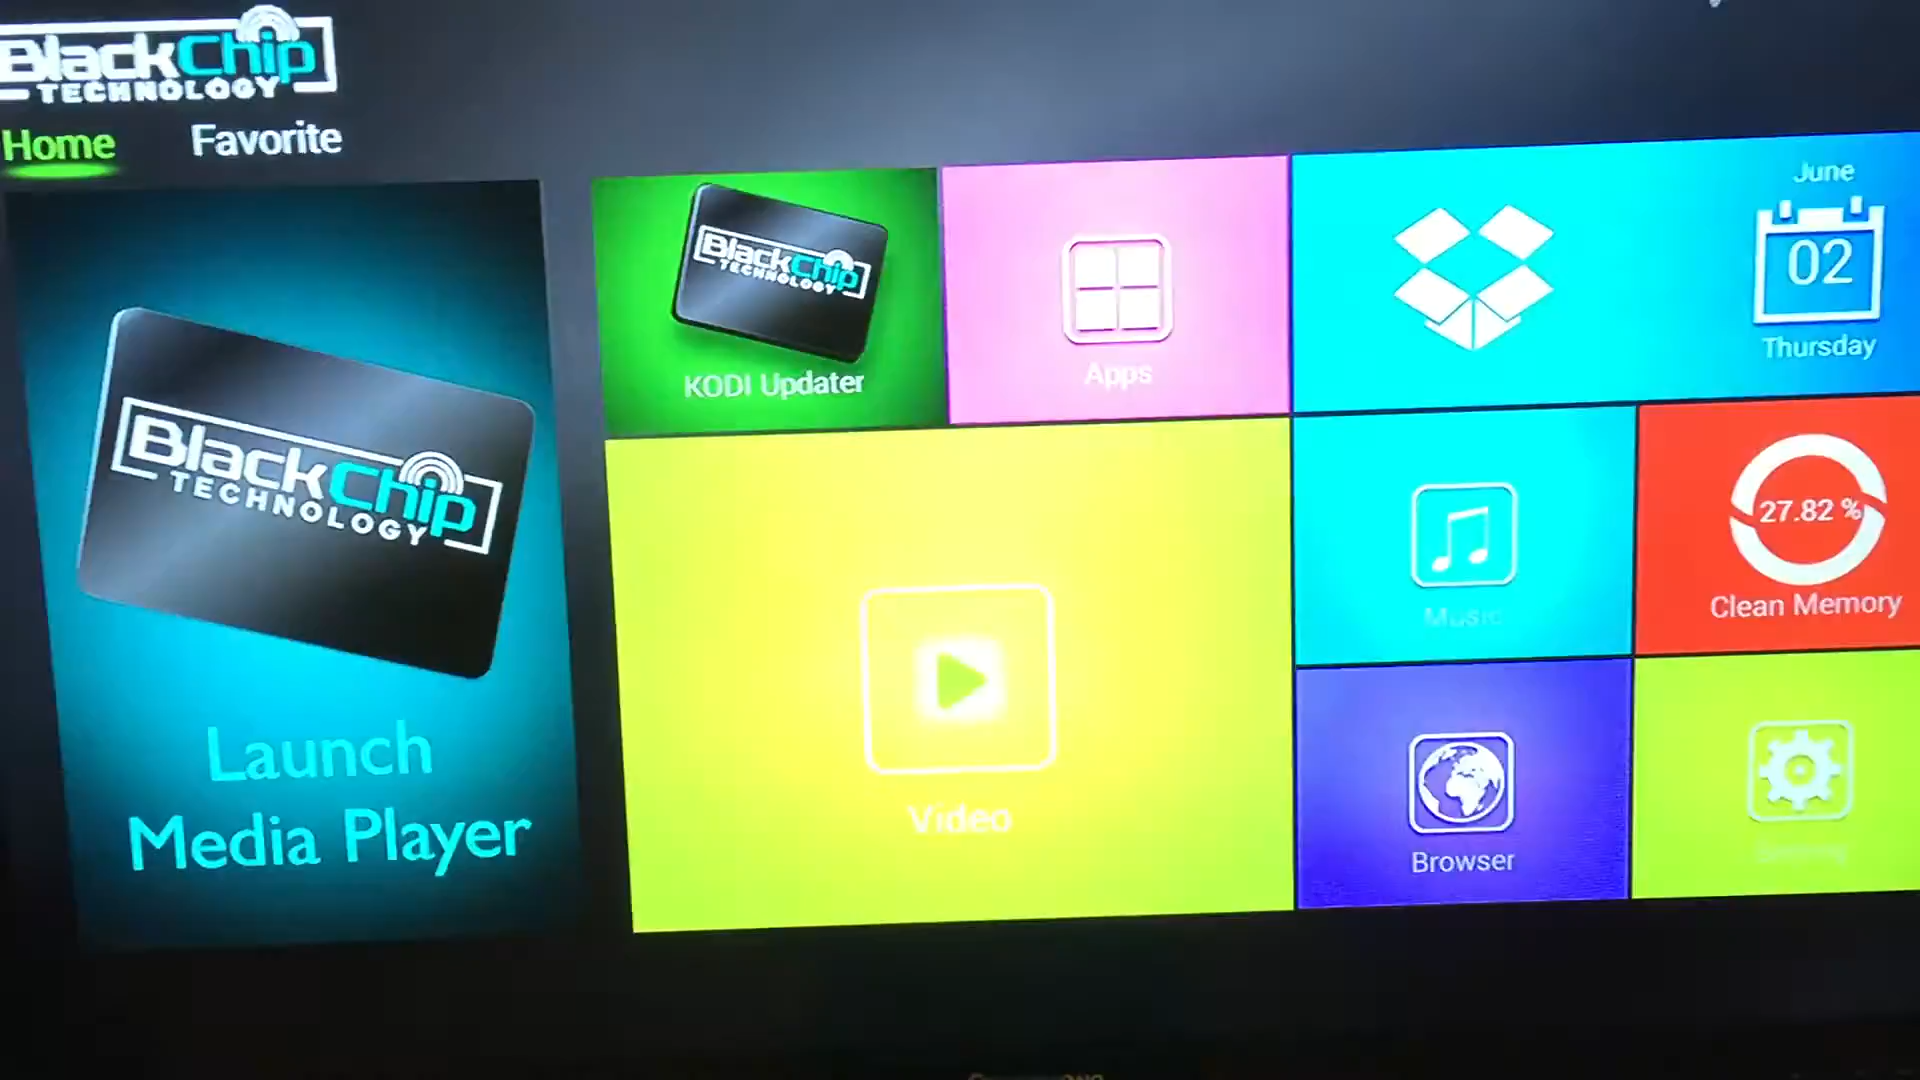 BlackChip
TECHNOLOGY
Home
Favorite
BlackChip
TECHNOLOGY
Launch
Media Player
BlackChip
TECHNOLOGY
KODI Updater
Apps
June
02
Thursday
Video
Music
27.82 %
Clean Memory
Browser